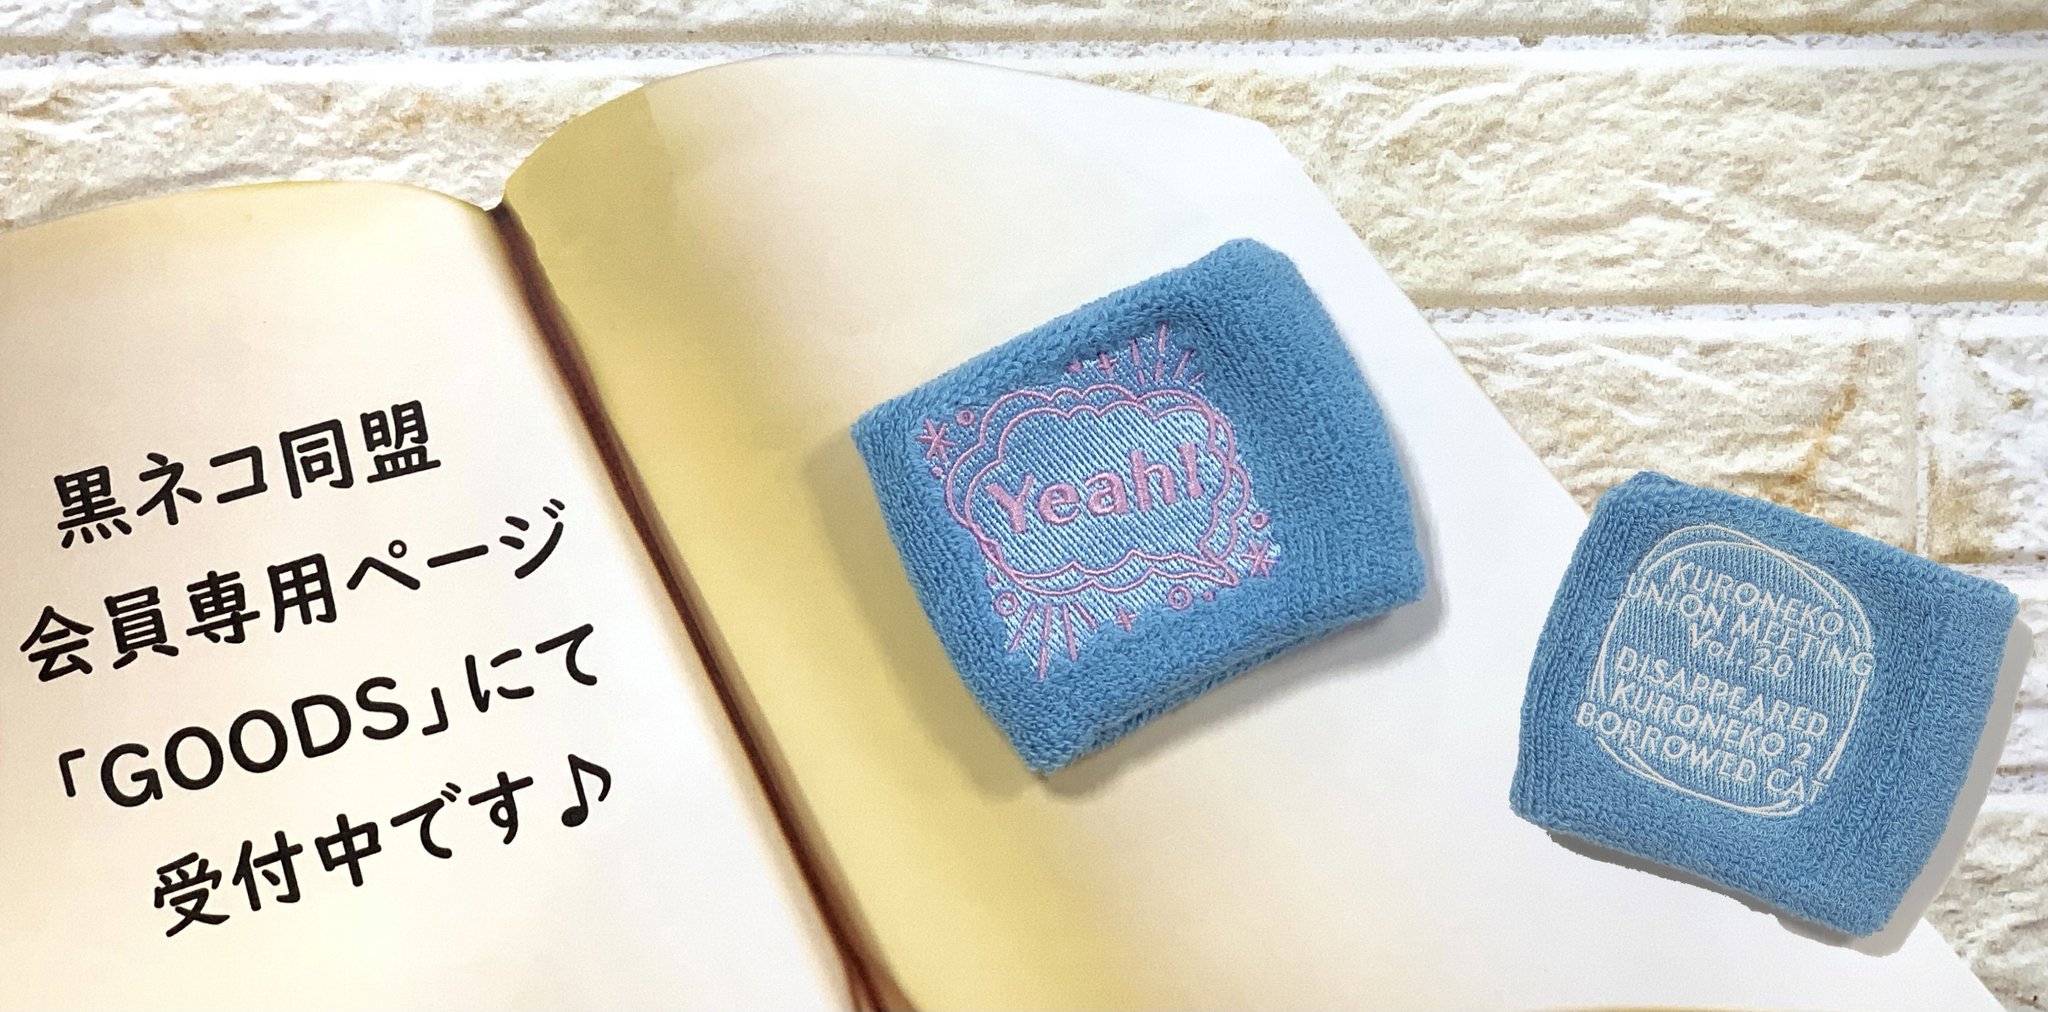 黒ネコ同盟
会員専用ページ
「GOODS」にて
受付中です♪
Yeah!
KURONEKO
UNION MEETING
Vol. 20
DISAPPEARED
KURONEKO 2
BORROWED CAT